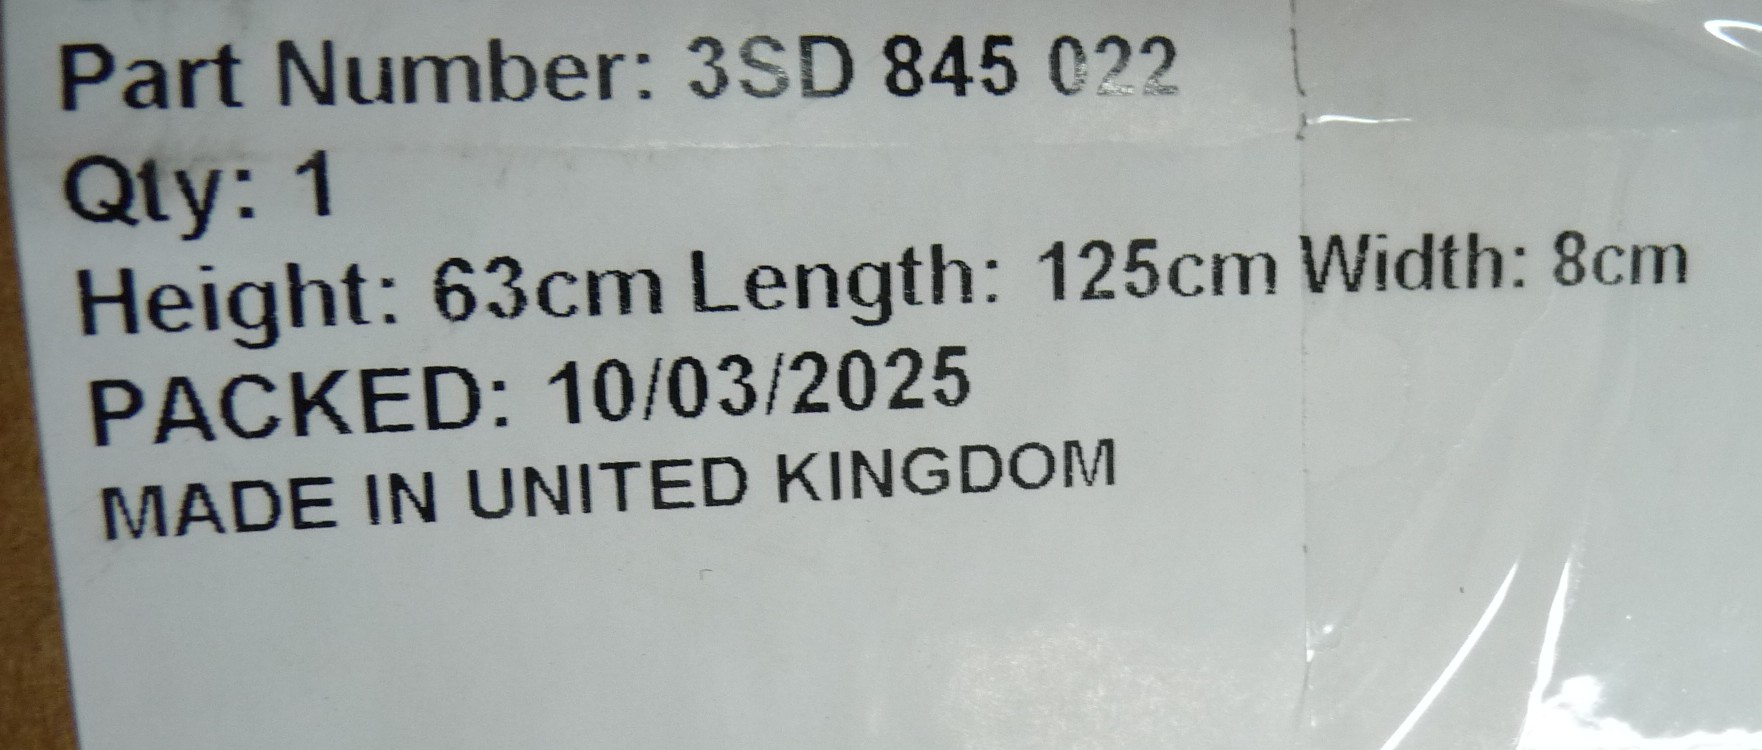 Part Number: 3SD 845 022
Qty: 1
Height: 63cm Length: 125cm Width: 8cm
PACKED: 10/03/2025
MADE IN UNITED KINGDOM